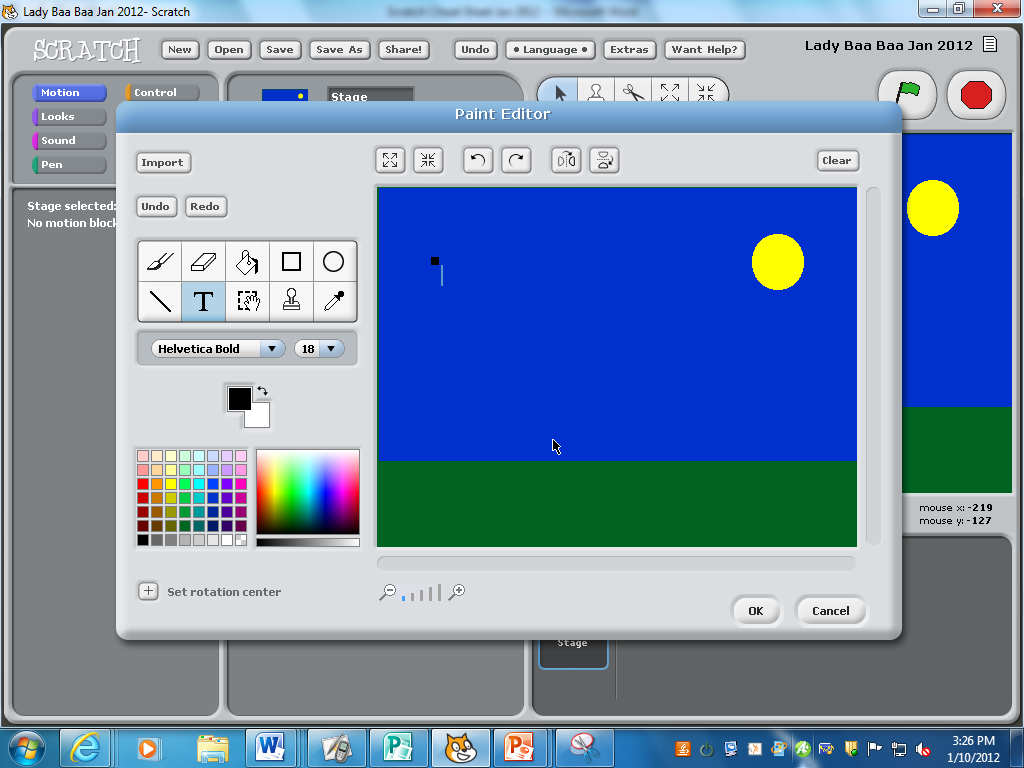 Lady Baa Baa Jan 2012- Scratch
Scratch Cheat Sheet Jan 2012 - Microsoft Word
SCRATCH
New Open Save Save As Share! Undo • Language • Extras Want Help?
Lady Baa Baa Jan 2012
Motion Control
Looks
Sound
Pen
Stage
Paint Editor
Import
Clear
Undo Redo
Stage selected:
No motion block
T
Helvetica Bold 18
mouse x: -219
mouse y: -127
Set rotation center
OK Cancel
Stage
3:26 PM
1/10/2012